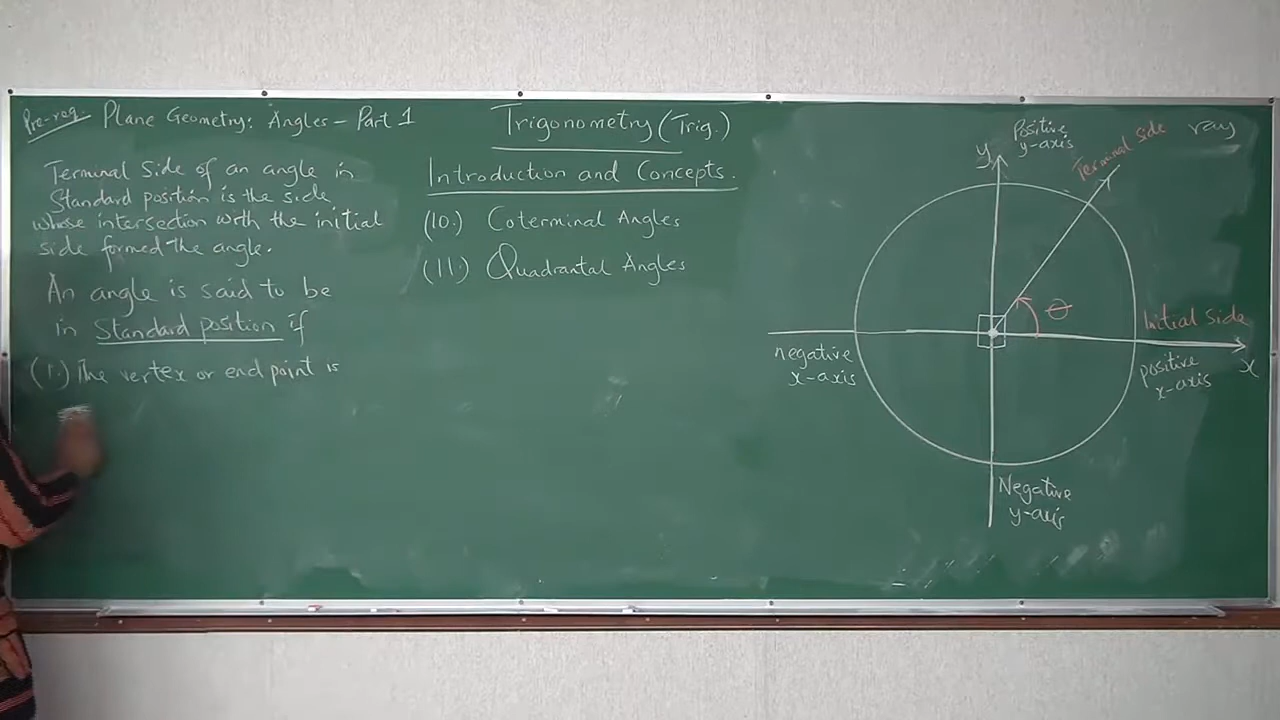 Pre-req Plane Geometry: Angles - Part 1
Terminal Side of an angle in
Standard position is the side
whose intersection with the initial
side formed the angle.
An angle is said to be
in Standard position if
(1.) The vertex or end point is
Trigonometry (Trig.)
Introduction and Concepts.
(10.) Coterminal Angles
(11.) Quadrantal Angles
y
Positive
y-axis
Terminal side
ray
θ
Initial side
negative
x-axis
positive
x-axis
x
Negative
y-axis